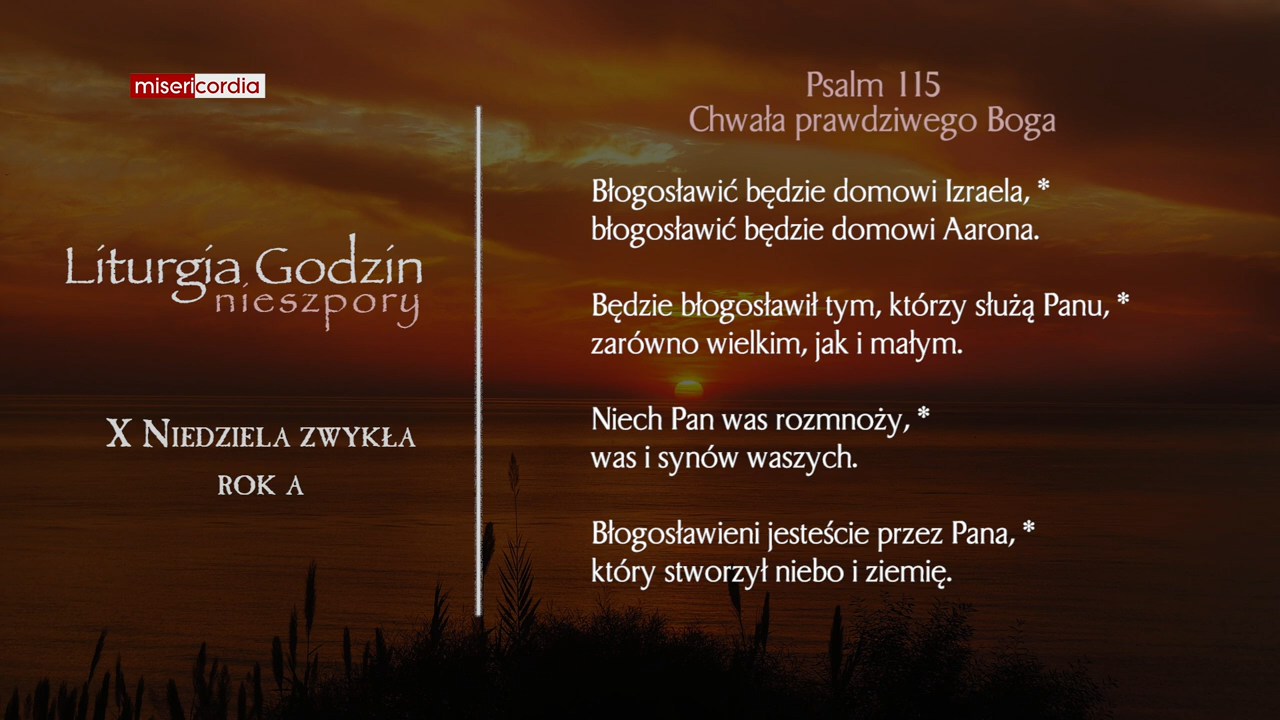 misericordia
Liturgia Godzin
nieszpory
X Niedziela zwykła
rok a
Psalm 115
Chwała prawdziwego Boga
Błogosławić będzie domowi Izraela, *
błogosławić będzie domowi Aarona.
Będzie błogosławił tym, którzy służą Panu, *
zarówno wielkim, jak i małym.
Niech Pan was rozmnoży, *
was i synów waszych.
Błogosławieni jesteście przez Pana, *
który stworzył niebo i ziemię.